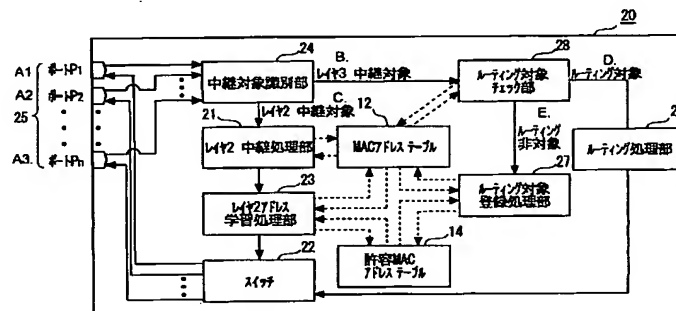 20
24
28
A1
ポートP1
B.
レイヤ3 中継対象
D.
ルーティング対象
中継対象識別部
ルーティング対象
チェック部
A2
ポートP2
レイヤ2 中継対象
C.
12
E.
ルーティング
非対象
25
21
レイヤ2 中継処理部
MACアドレス テーブル
ルーティング処理部
A3.
ポートPn
23
27
レイヤ2アドレス
学習処理部
ルーティング対象
登録処理部
22
14
スイッチ
許容MAC
アドレス テーブル